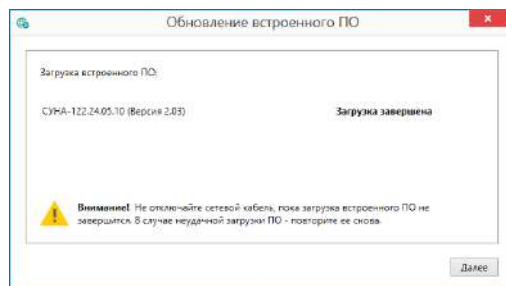 Обновление встроенного ПО
Загрузка встроенного ПО:
СУНА-122.24.05.10 (Версия 2.03) Загрузка завершена
Внимание! Не отключайте сетевой кабель, пока загрузка встроенного ПО не
завершится. В случае неудачной загрузки ПО - повторите ее снова.
Далее